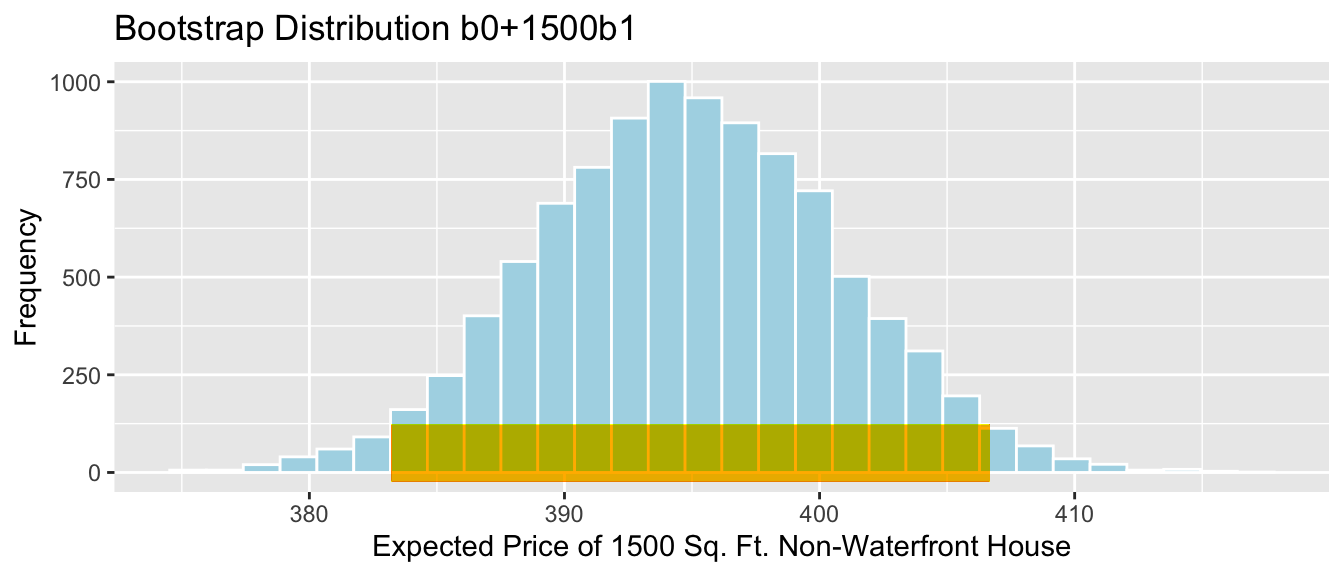 Bootstrap Distribution b0+1500b1
1000
750
500
250
0
Frequency
380 390 400 410
Expected Price of 1500 Sq. Ft. Non-Waterfront House